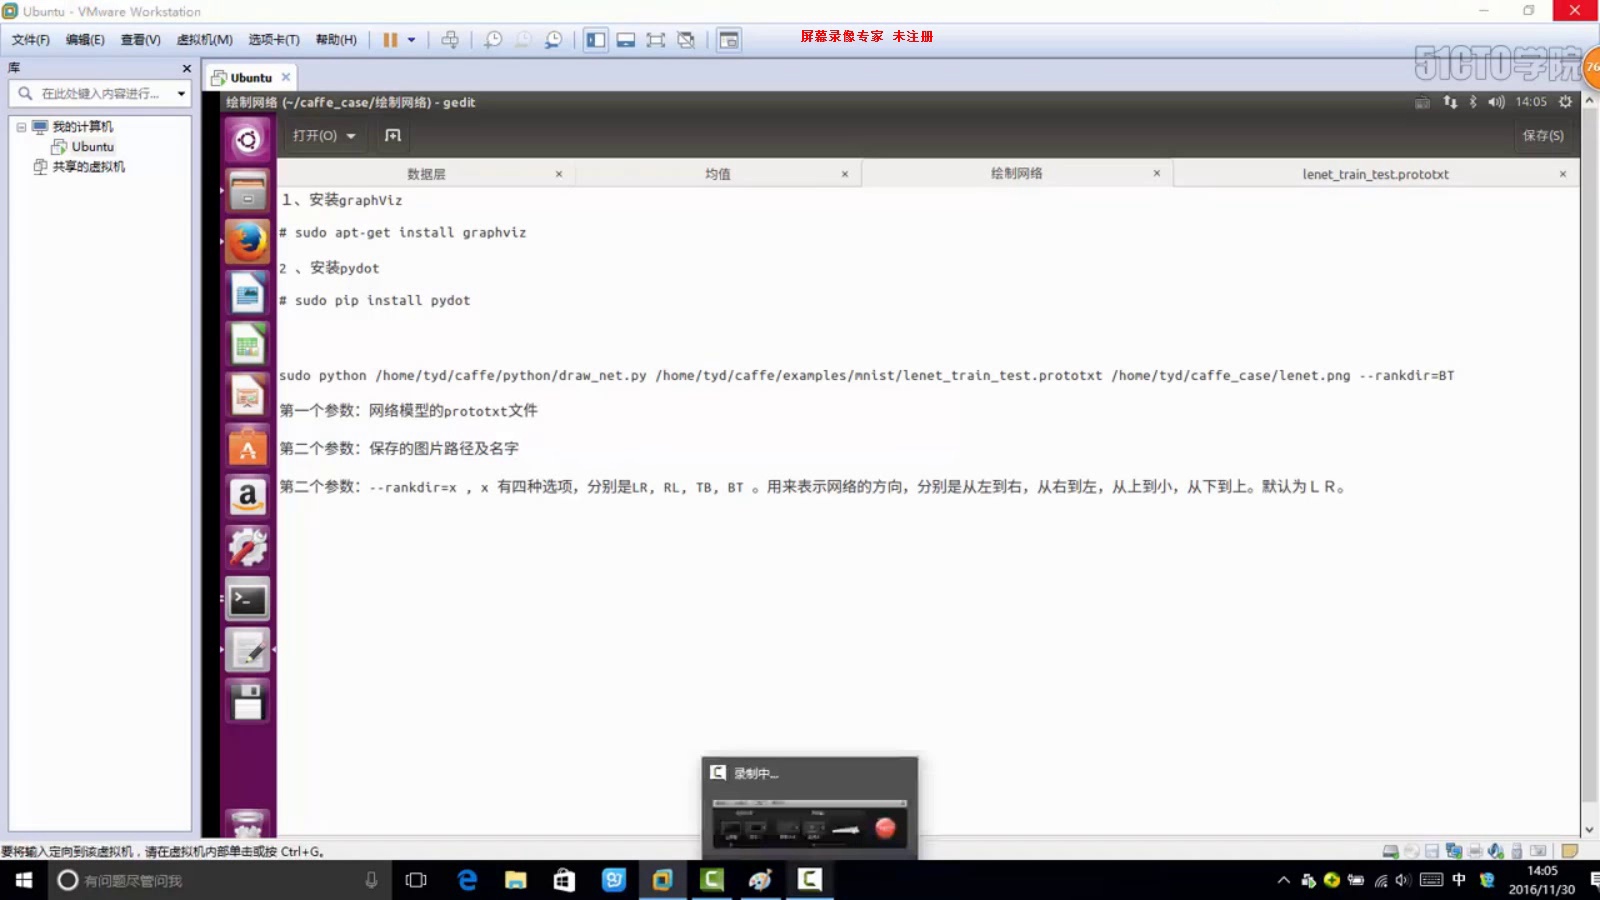 Ubuntu - VMware Workstation
文件(F) 编辑(E) 查看(V) 虚拟机(M) 选项卡(T) 帮助(H)
屏幕录像专家 未注册
51CTO学院
76
库
在此处键入内容进行...
我的计算机
Ubuntu
共享的虚拟机
Ubuntu
绘制网络 (~/caffe_case/绘制网络) - gedit
14:05
打开(O)
保存(S)
数据层
均值
绘制网络
lenet_train_test.prototxt
１、安装graphViz
# sudo apt-get install graphviz
2 、安装pydot
# sudo pip install pydot
sudo python /home/tyd/caffe/python/draw_net.py /home/tyd/caffe/examples/mnist/lenet_train_test.prototxt /home/tyd/caffe_case/lenet.png --rankdir=BT
第一个参数：网络模型的prototxt文件
第二个参数：保存的图片路径及名字
第二个参数：--rankdir=x , x 有四种选项，分别是LR, RL, TB, BT 。用来表示网络的方向，分别是从左到右，从右到左，从上到小，从下到上。默认为ＬＲ。
录制中...
要将输入定向到该虚拟机，请在虚拟机内部单击或按 Ctrl+G。
有问题尽管问我
中
14:05
2016/11/30